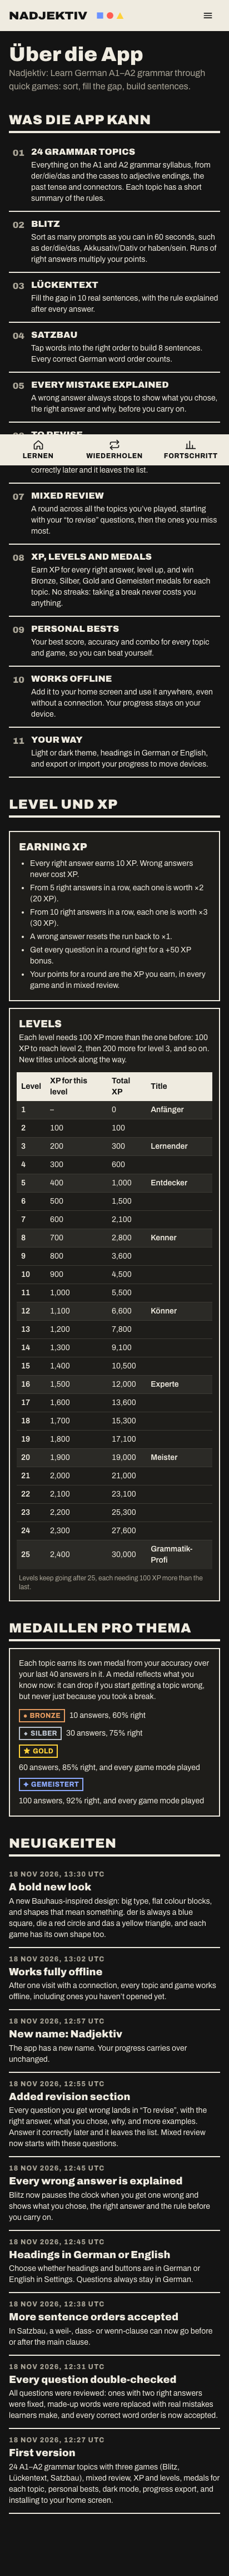 NADJEKTIV
Über die App
Nadjektiv: Learn German A1–A2 grammar through
quick games: sort, fill the gap, build sentences.
WAS DIE APP KANN
01 24 GRAMMAR TOPICS
Everything on the A1 and A2 grammar syllabus, from
der/die/das and the cases to adjective endings, the
past tense and connectors. Each topic has a short
summary of the rules.
02 BLITZ
Sort as many prompts as you can in 60 seconds, such
as der/die/das, Akkusativ/Dativ or haben/sein. Runs of
right answers multiply your points.
03 LÜCKENTEXT
Fill the gap in 10 real sentences, with the rule explained
after every answer.
04 SATZBAU
Tap words into the right order to build 8 sentences.
Every correct German word order counts.
05 EVERY MISTAKE EXPLAINED
A wrong answer always stops to show what you chose,
the right answer and why, before you carry on.
LERNEN WIEDERHOLEN FORTSCHRITT
correctly later and it leaves the list.
07 MIXED REVIEW
A round across all the topics you've played, starting
with your “to revise” questions, then the ones you miss
most.
08 XP, LEVELS AND MEDALS
Earn XP for every right answer, level up, and win
Bronze, Silber, Gold and Gemeistert medals for each
topic. No streaks: taking a break never costs you
anything.
09 PERSONAL BESTS
Your best score, accuracy and combo for every topic
and game, so you can beat yourself.
10 WORKS OFFLINE
Add it to your home screen and use it anywhere, even
without a connection. Your progress stays on your
device.
11 YOUR WAY
Light or dark theme, headings in German or English,
and export or import your progress to move devices.
LEVEL UND XP
EARNING XP
• Every right answer earns 10 XP. Wrong answers
never cost XP.
• From 5 right answers in a row, each one is worth ×2
(20 XP).
• From 10 right answers in a row, each one is worth ×3
(30 XP).
• A wrong answer resets the run back to ×1.
• Get every question in a round right for a +50 XP
bonus.
• Your points for a round are the XP you earn, in every
game and in mixed review.
LEVELS
Each level needs 100 XP more than the one before: 100
XP to reach level 2, then 200 more for level 3, and so on.
New titles unlock along the way.
Level XP for this level Total XP Title
1 – 0 Anfänger
2 100 100
3 200 300 Lernender
4 300 600
5 400 1,000 Entdecker
6 500 1,500
7 600 2,100
8 700 2,800 Kenner
9 800 3,600
10 900 4,500
11 1,000 5,500
12 1,100 6,600 Könner
13 1,200 7,800
14 1,300 9,100
15 1,400 10,500
16 1,500 12,000 Experte
17 1,600 13,600
18 1,700 15,300
19 1,800 17,100
20 1,900 19,000 Meister
21 2,000 21,000
22 2,100 23,100
23 2,200 25,300
24 2,300 27,600
25 2,400 30,000 Grammatik-Profi
Levels keep going after 25, each needing 100 XP more than the
last.
MEDAILLEN PRO THEMA
Each topic earns its own medal from your accuracy over
your last 40 answers in it. A medal reflects what you
know now: it can drop if you start getting a topic wrong,
but never just because you took a break.
BRONZE 10 answers, 60% right
SILBER 30 answers, 75% right
GOLD
60 answers, 85% right, and every game mode played
GEMEISTERT
100 answers, 92% right, and every game mode played
NEUIGKEITEN
18 NOV 2026, 13:30 UTC
A bold new look
A new Bauhaus-inspired design: big type, flat colour blocks,
and shapes that mean something. der is always a blue
square, die a red circle and das a yellow triangle, and each
game has its own shape too.
18 NOV 2026, 13:02 UTC
Works fully offline
After one visit with a connection, every topic and game works
offline, including ones you haven't opened yet.
18 NOV 2026, 12:57 UTC
New name: Nadjektiv
The app has a new name. Your progress carries over
unchanged.
18 NOV 2026, 12:55 UTC
Added revision section
Every question you get wrong lands in “To revise”, with the
right answer, what you chose, why, and more examples.
Answer it correctly later and it leaves the list. Mixed review
now starts with these questions.
18 NOV 2026, 12:45 UTC
Every wrong answer is explained
Blitz now pauses the clock when you get one wrong and
shows what you chose, the right answer and the rule before
you carry on.
18 NOV 2026, 12:45 UTC
Headings in German or English
Choose whether headings and buttons are in German or
English in Settings. Questions always stay in German.
18 NOV 2026, 12:38 UTC
More sentence orders accepted
In Satzbau, a weil-, dass- or wenn-clause can now go before
or after the main clause.
18 NOV 2026, 12:31 UTC
Every question double-checked
All questions were reviewed: ones with two right answers
were fixed, made-up words were replaced with real mistakes
learners make, and every correct word order is now accepted.
18 NOV 2026, 12:27 UTC
First version
24 A1–A2 grammar topics with three games (Blitz,
Lückentext, Satzbau), mixed review, XP and levels, medals for
each topic, personal bests, dark mode, progress export, and
installing to your home screen.